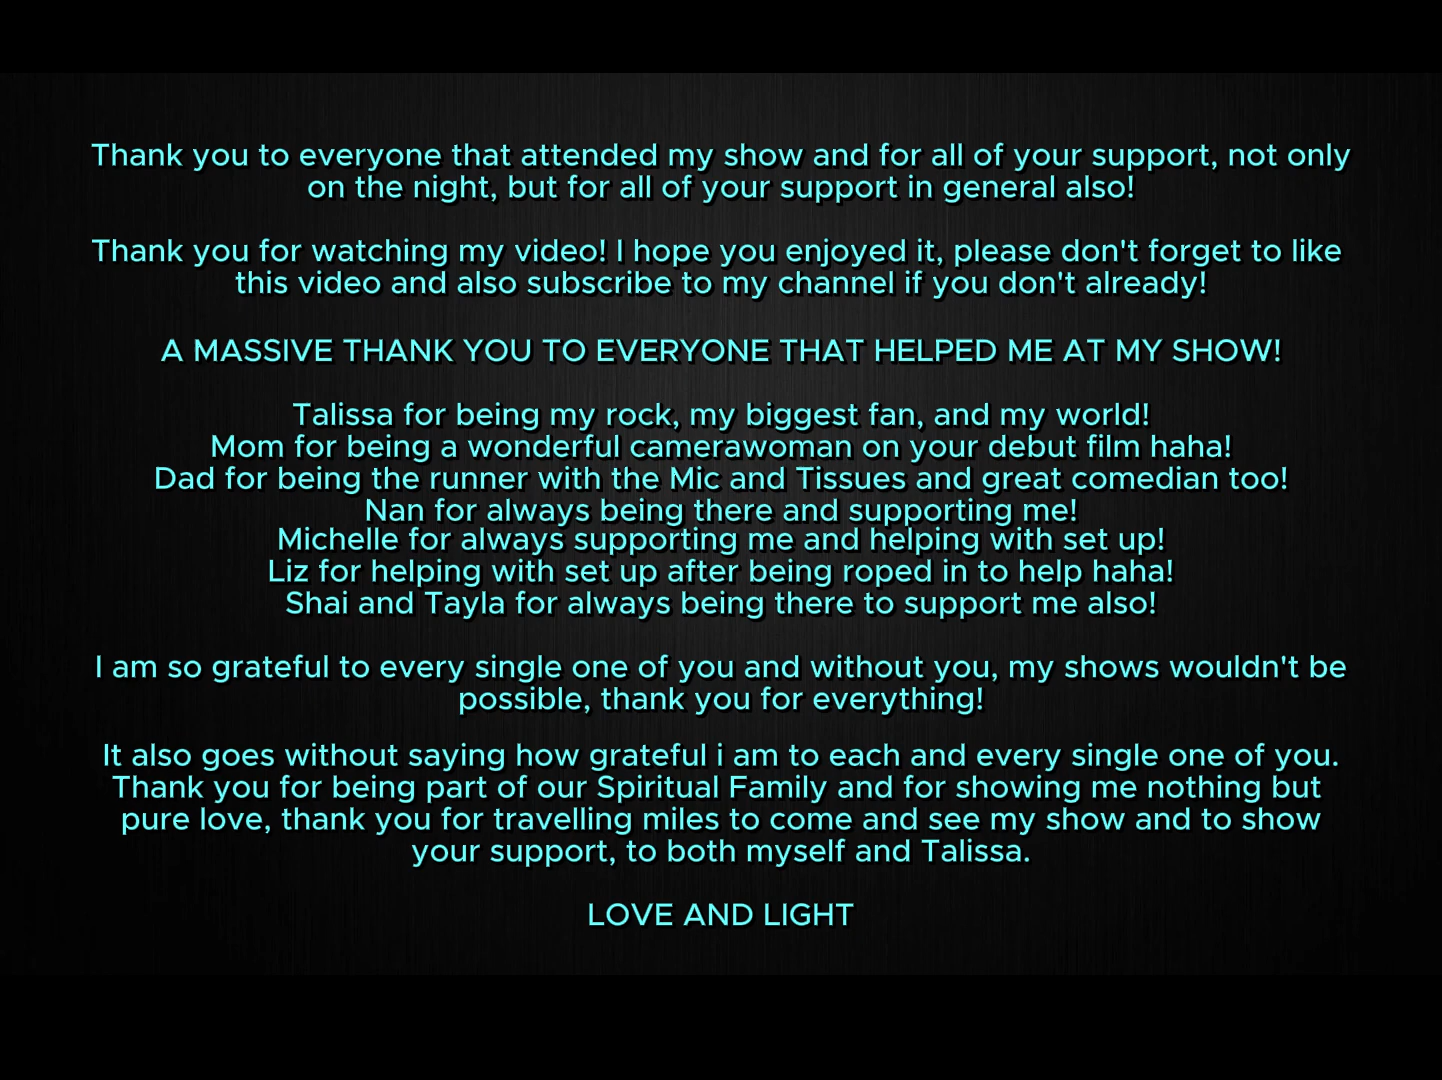 Thank you to everyone that attended my show and for all of your support, not only
on the night, but for all of your support in general also!
Thank you for watching my video! I hope you enjoyed it, please don't forget to like
this video and also subscribe to my channel if you don't already!
A MASSIVE THANK YOU TO EVERYONE THAT HELPED ME AT MY SHOW!
Talissa for being my rock, my biggest fan, and my world!
Mom for being a wonderful camerawoman on your debut film haha!
Dad for being the runner with the Mic and Tissues and great comedian too!
Nan for always being there and supporting me!
Michelle for always supporting me and helping with set up!
Liz for helping with set up after being roped in to help haha!
Shai and Tayla for always being there to support me also!
I am so grateful to every single one of you and without you, my shows wouldn't be
possible, thank you for everything!
It also goes without saying how grateful i am to each and every single one of you.
Thank you for being part of our Spiritual Family and for showing me nothing but
pure love, thank you for travelling miles to come and see my show and to show
your support, to both myself and Talissa.
LOVE AND LIGHT